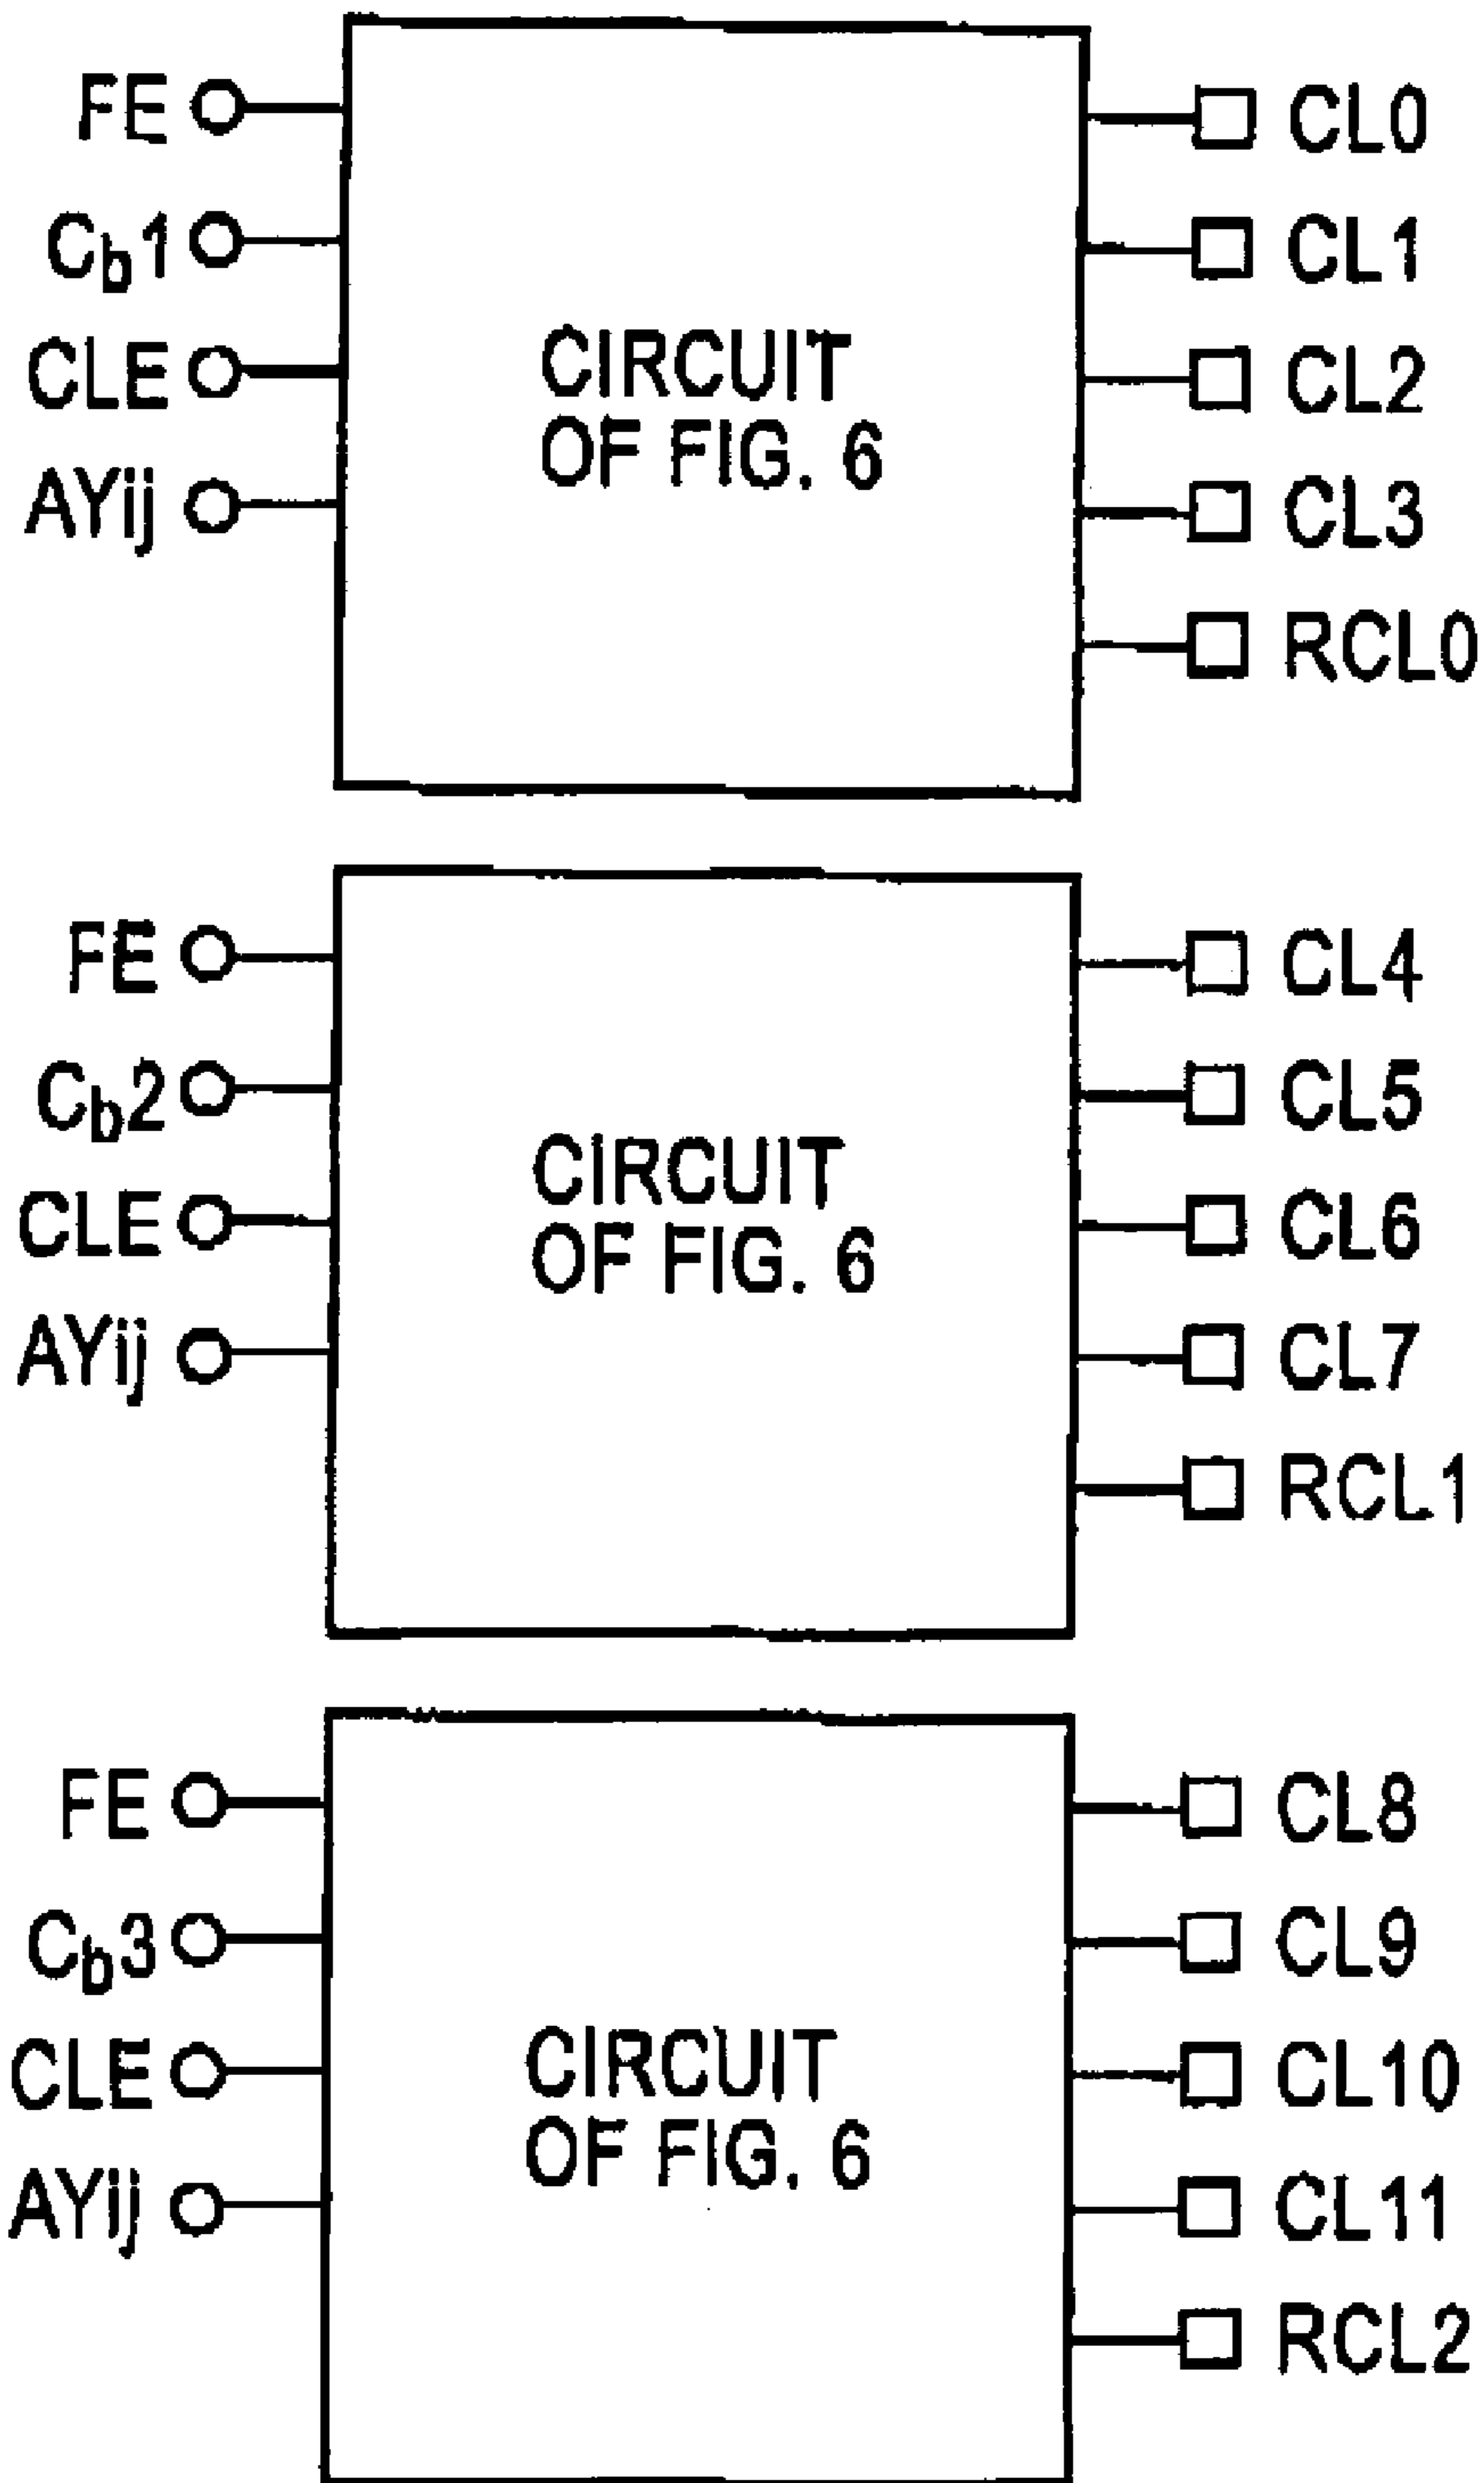 FE
CL0
Cb1
CL1
CLE
CIRCUIT
OF FIG. 6
CL2
AYij
CL3
RCL0
FE
CL4
Cb2
CL5
CLE
CIRCUIT
OF FIG. 6
CL6
AYij
CL7
RCL1
FE
CL8
Cb3
CL9
CLE
CIRCUIT
OF FIG. 6
CL10
AYij
CL11
RCL2